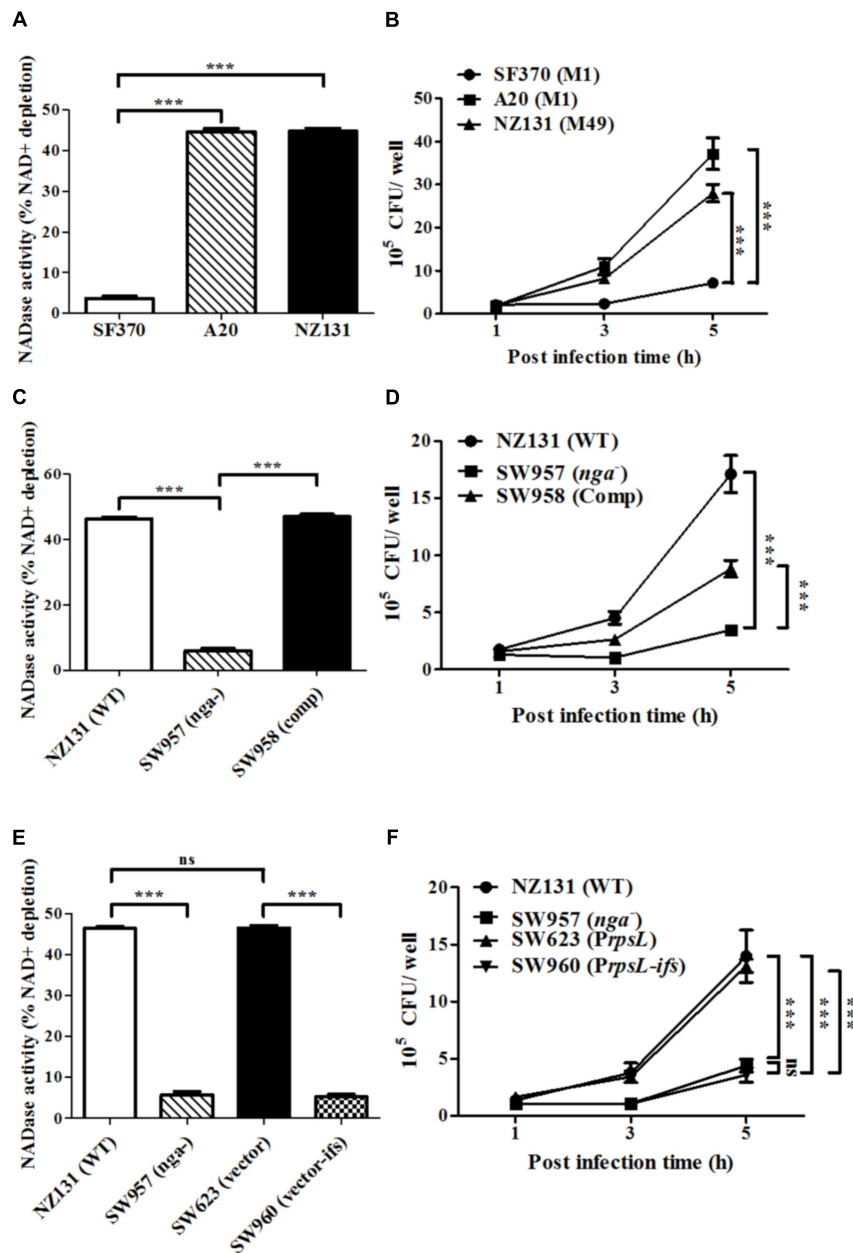 A
NADase activity (% NAD+ depletion)
50
40
30
20
10
0
***
***
SF370
A20
NZ131
B
SF370 (M1)
A20 (M1)
NZ131 (M49)
10⁵ CFU/ well
50
40
30
20
10
0
1
3
5
Post infection time (h)
***
***
C
NADase activity (% NAD+ depletion)
60
40
20
0
***
***
NZ131 (WT)
SW957 (nga-)
SW958 (comp)
D
NZ131 (WT)
SW957 (nga⁻)
SW958 (Comp)
10⁵ CFU/ well
20
15
10
5
0
1
3
5
Post infection time (h)
***
***
E
NADase activity (% NAD+ depletion)
50
40
30
20
10
0
ns
***
***
NZ131 (WT)
SW957 (nga-)
SW623 (vector)
SW960 (vector-ifs)
F
NZ131 (WT)
SW957 (nga⁻)
SW623 (PrpsL)
SW960 (PrpsL-ifs)
10⁵ CFU/ well
20
15
10
5
0
1
3
5
Post infection time (h)
***
ns
***
***